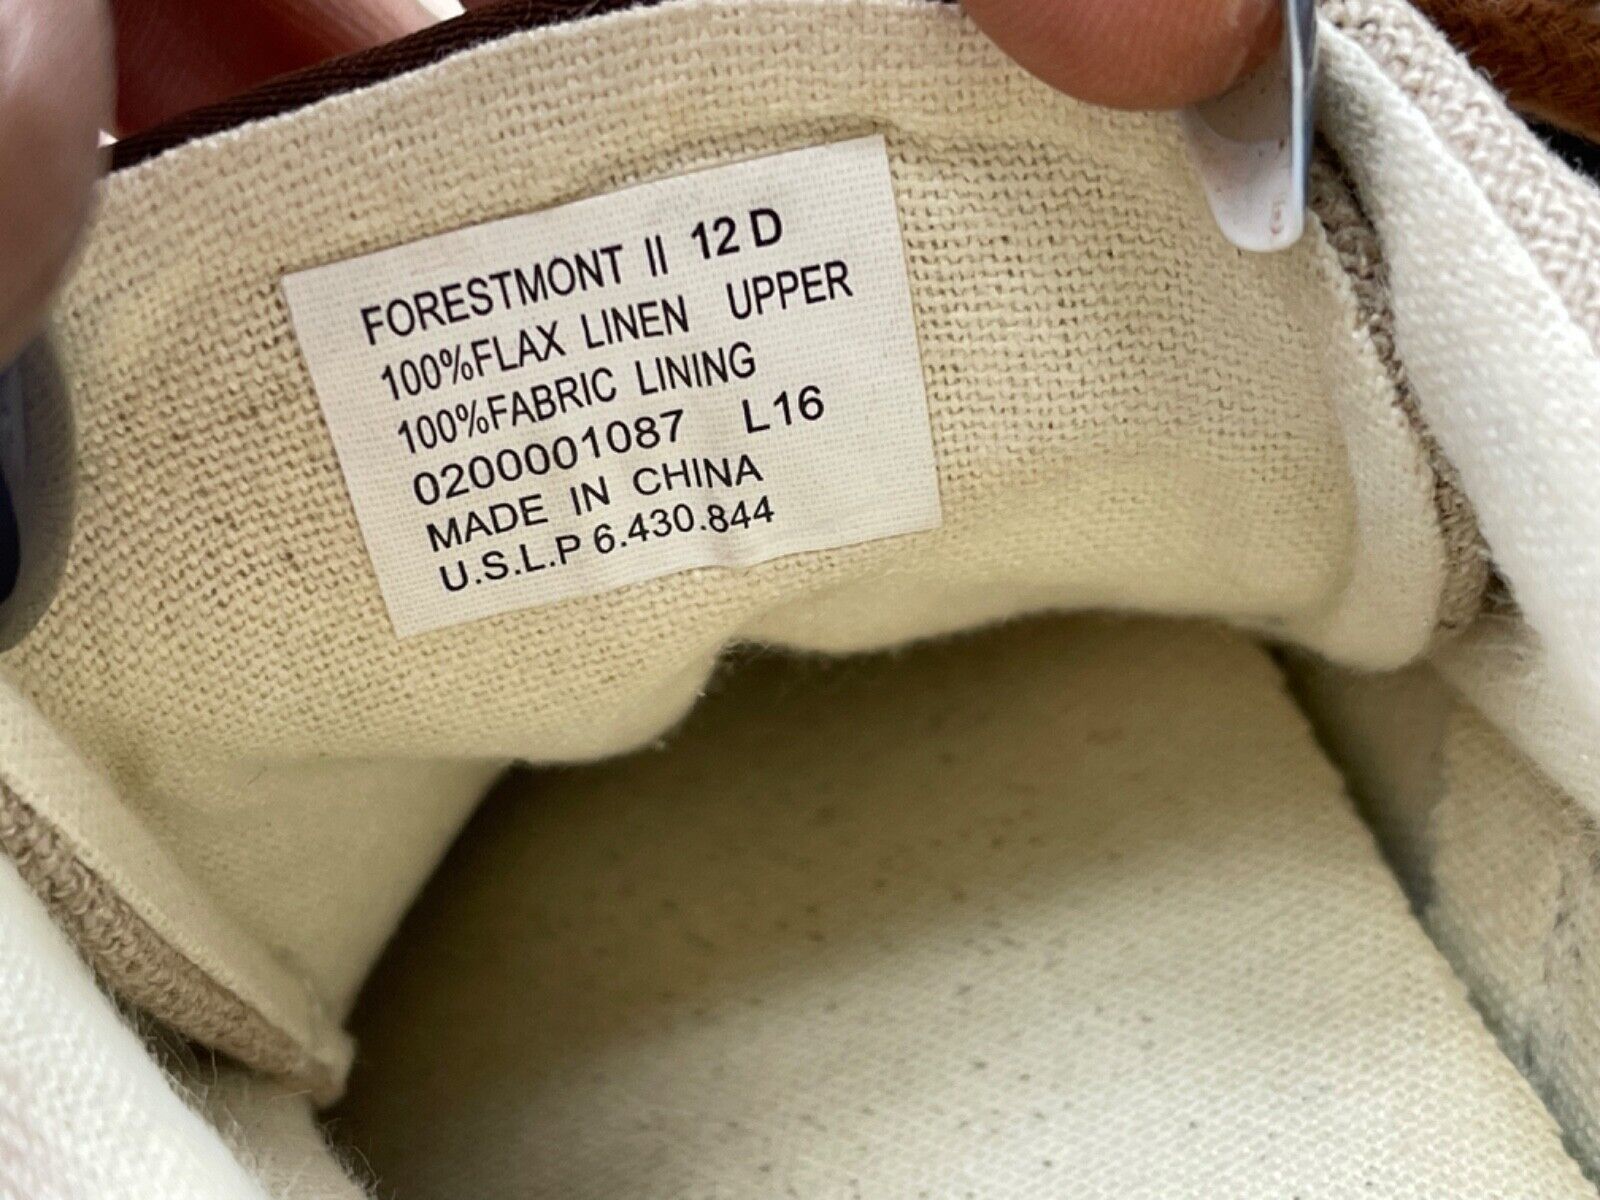 FORESTMONT II 12 D
100%FLAX LINEN UPPER
100%FABRIC LINING
0200001087 L16
MADE IN CHINA
U.S.L.P 6.430.844